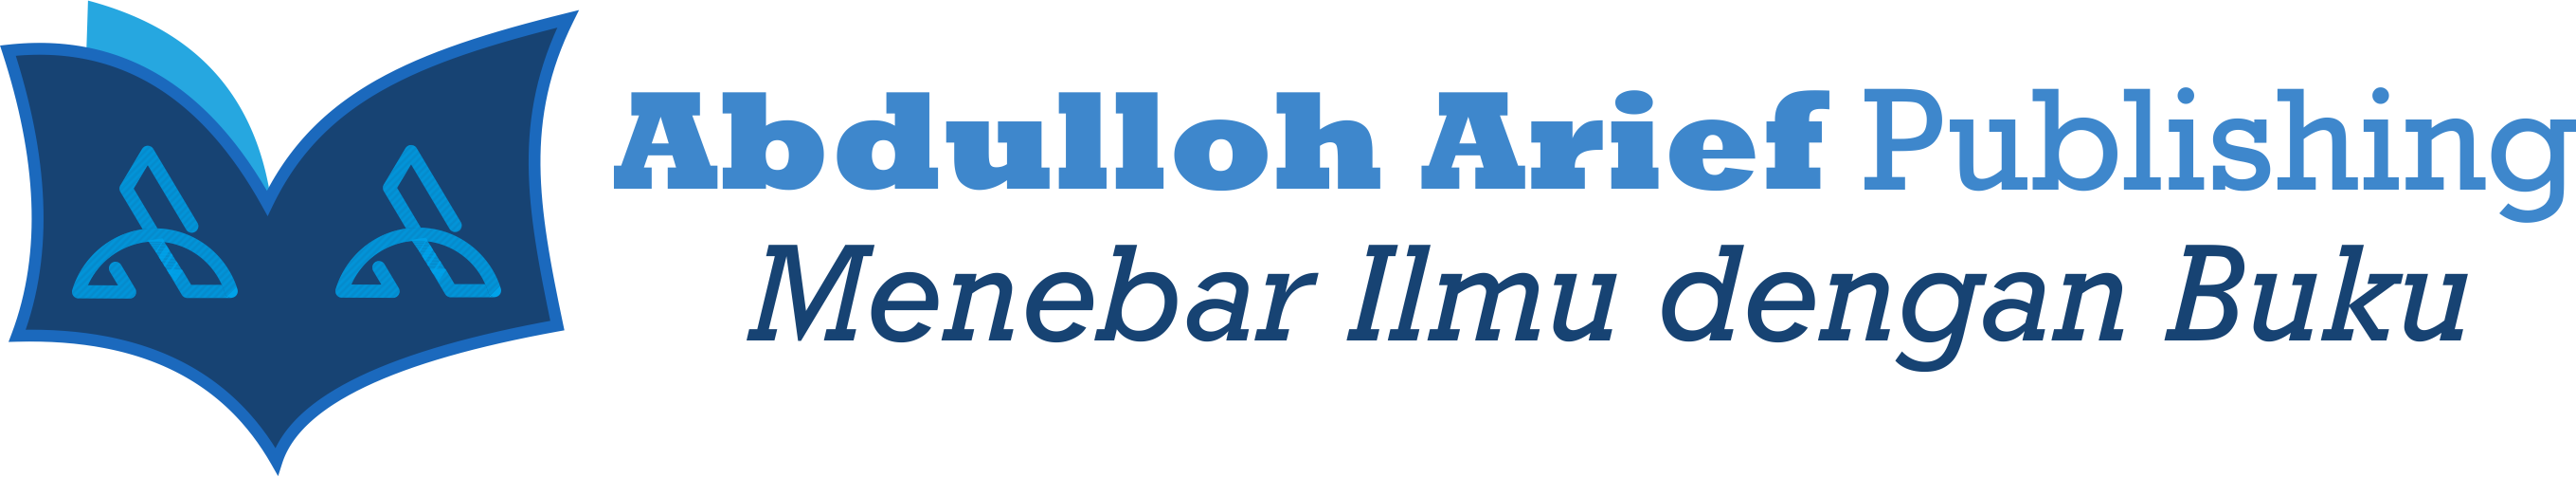 Abdulloh Arief Publishing
Menebar Ilmu dengan Buku